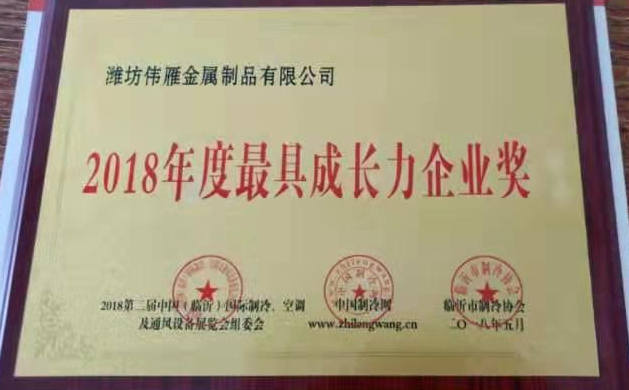 潍坊伟雁金属制品有限公司
2018年度最具成长力企业奖
2018第二届中国（临沂）国际制冷、空调
及通风设备展览会组委会
中国制冷网
www.zhilengwang.cn
临沂市制冷协会
二〇一八年五月